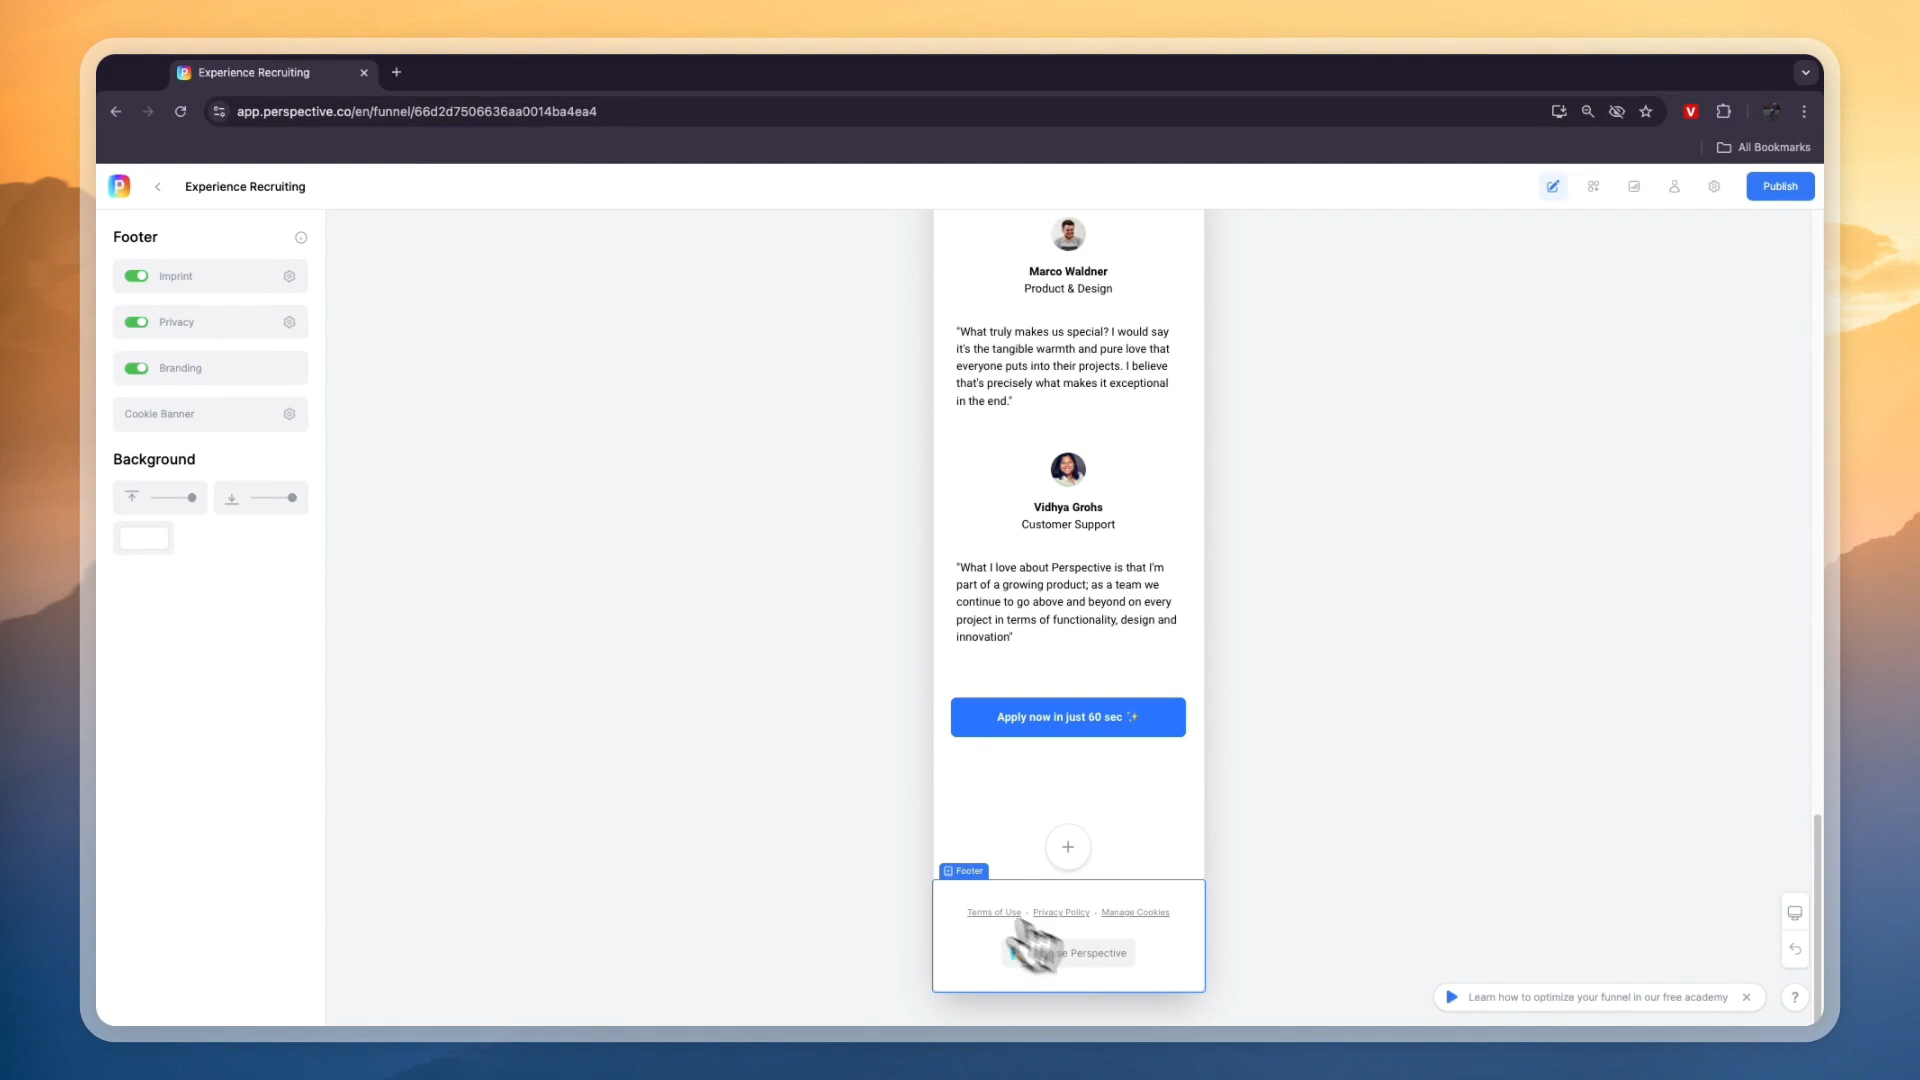 Experience Recruiting
app.perspective.co/en/funnel/66d2d7506636aa0014ba4ea4
V
All Bookmarks
Experience Recruiting
Publish
Footer
Imprint
Privacy
Branding
Cookie Banner
Background
Marco Waldner
Product & Design
"What truly makes us special? I would say
it's the tangible warmth and pure love that
everyone puts into their projects. I believe
that's precisely what makes it exceptional
in the end."
Vidhya Grohs
Customer Support
"What I love about Perspective is that I'm
part of a growing product; as a team we
continue to go above and beyond on every
project in terms of functionality, design and
innovation"
Apply now in just 60 sec ✨
Footer
Terms of Use · Privacy Policy · Manage Cookies
Perspective
Learn how to optimize your funnel in our free academy
?